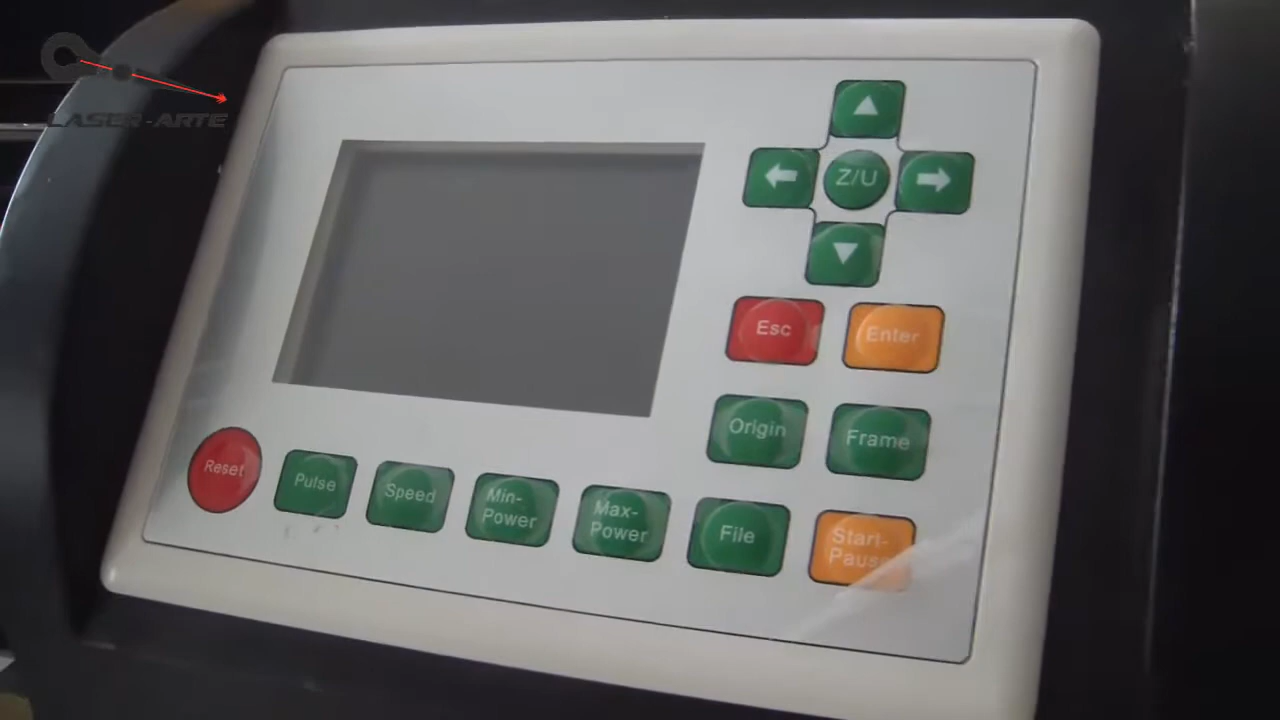 LASER-ARTE
Z/U
Esc
Enter
Origin
Frame
Reset
Pulse
Speed
Min-
Power
Max-
Power
File
Start-
Pause